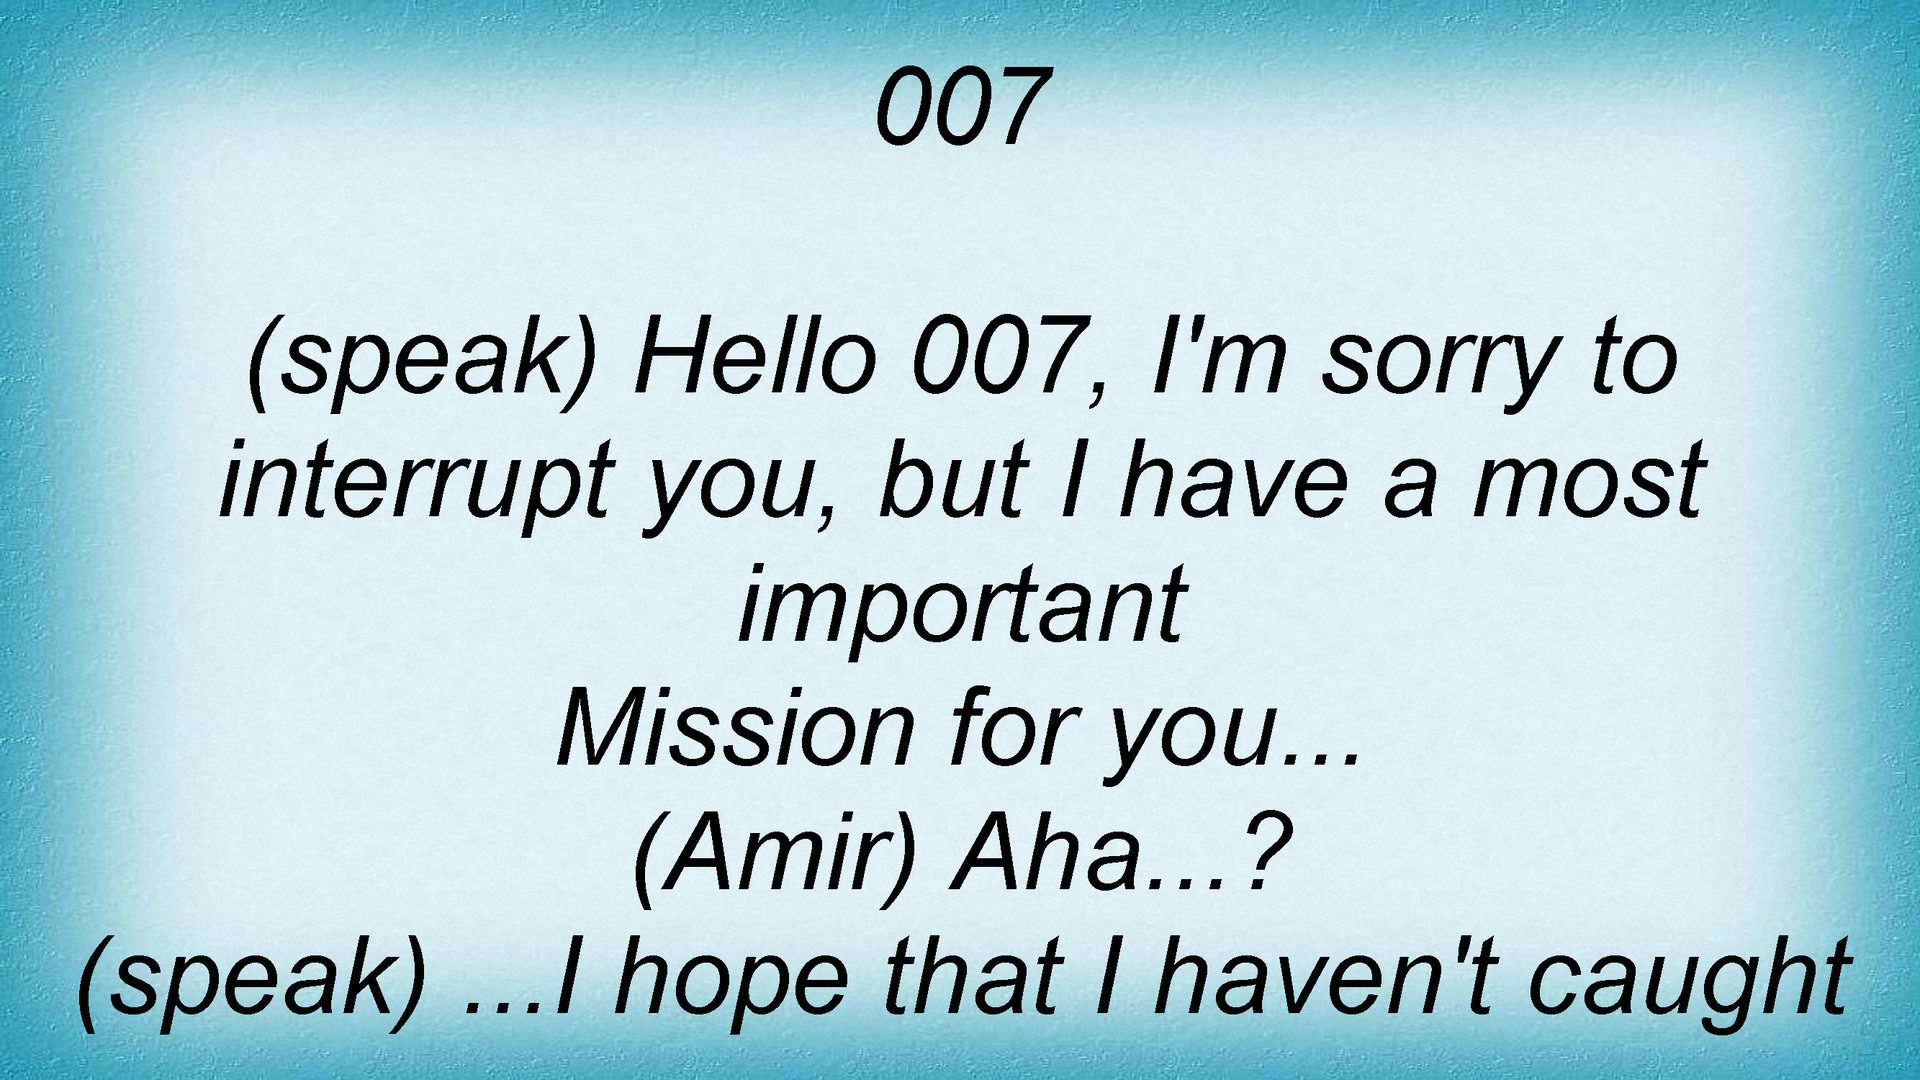 007
(speak) Hello 007, I'm sorry to
interrupt you, but I have a most
important
Mission for you...
(Amir) Aha...?
(speak) ...I hope that I haven't caught